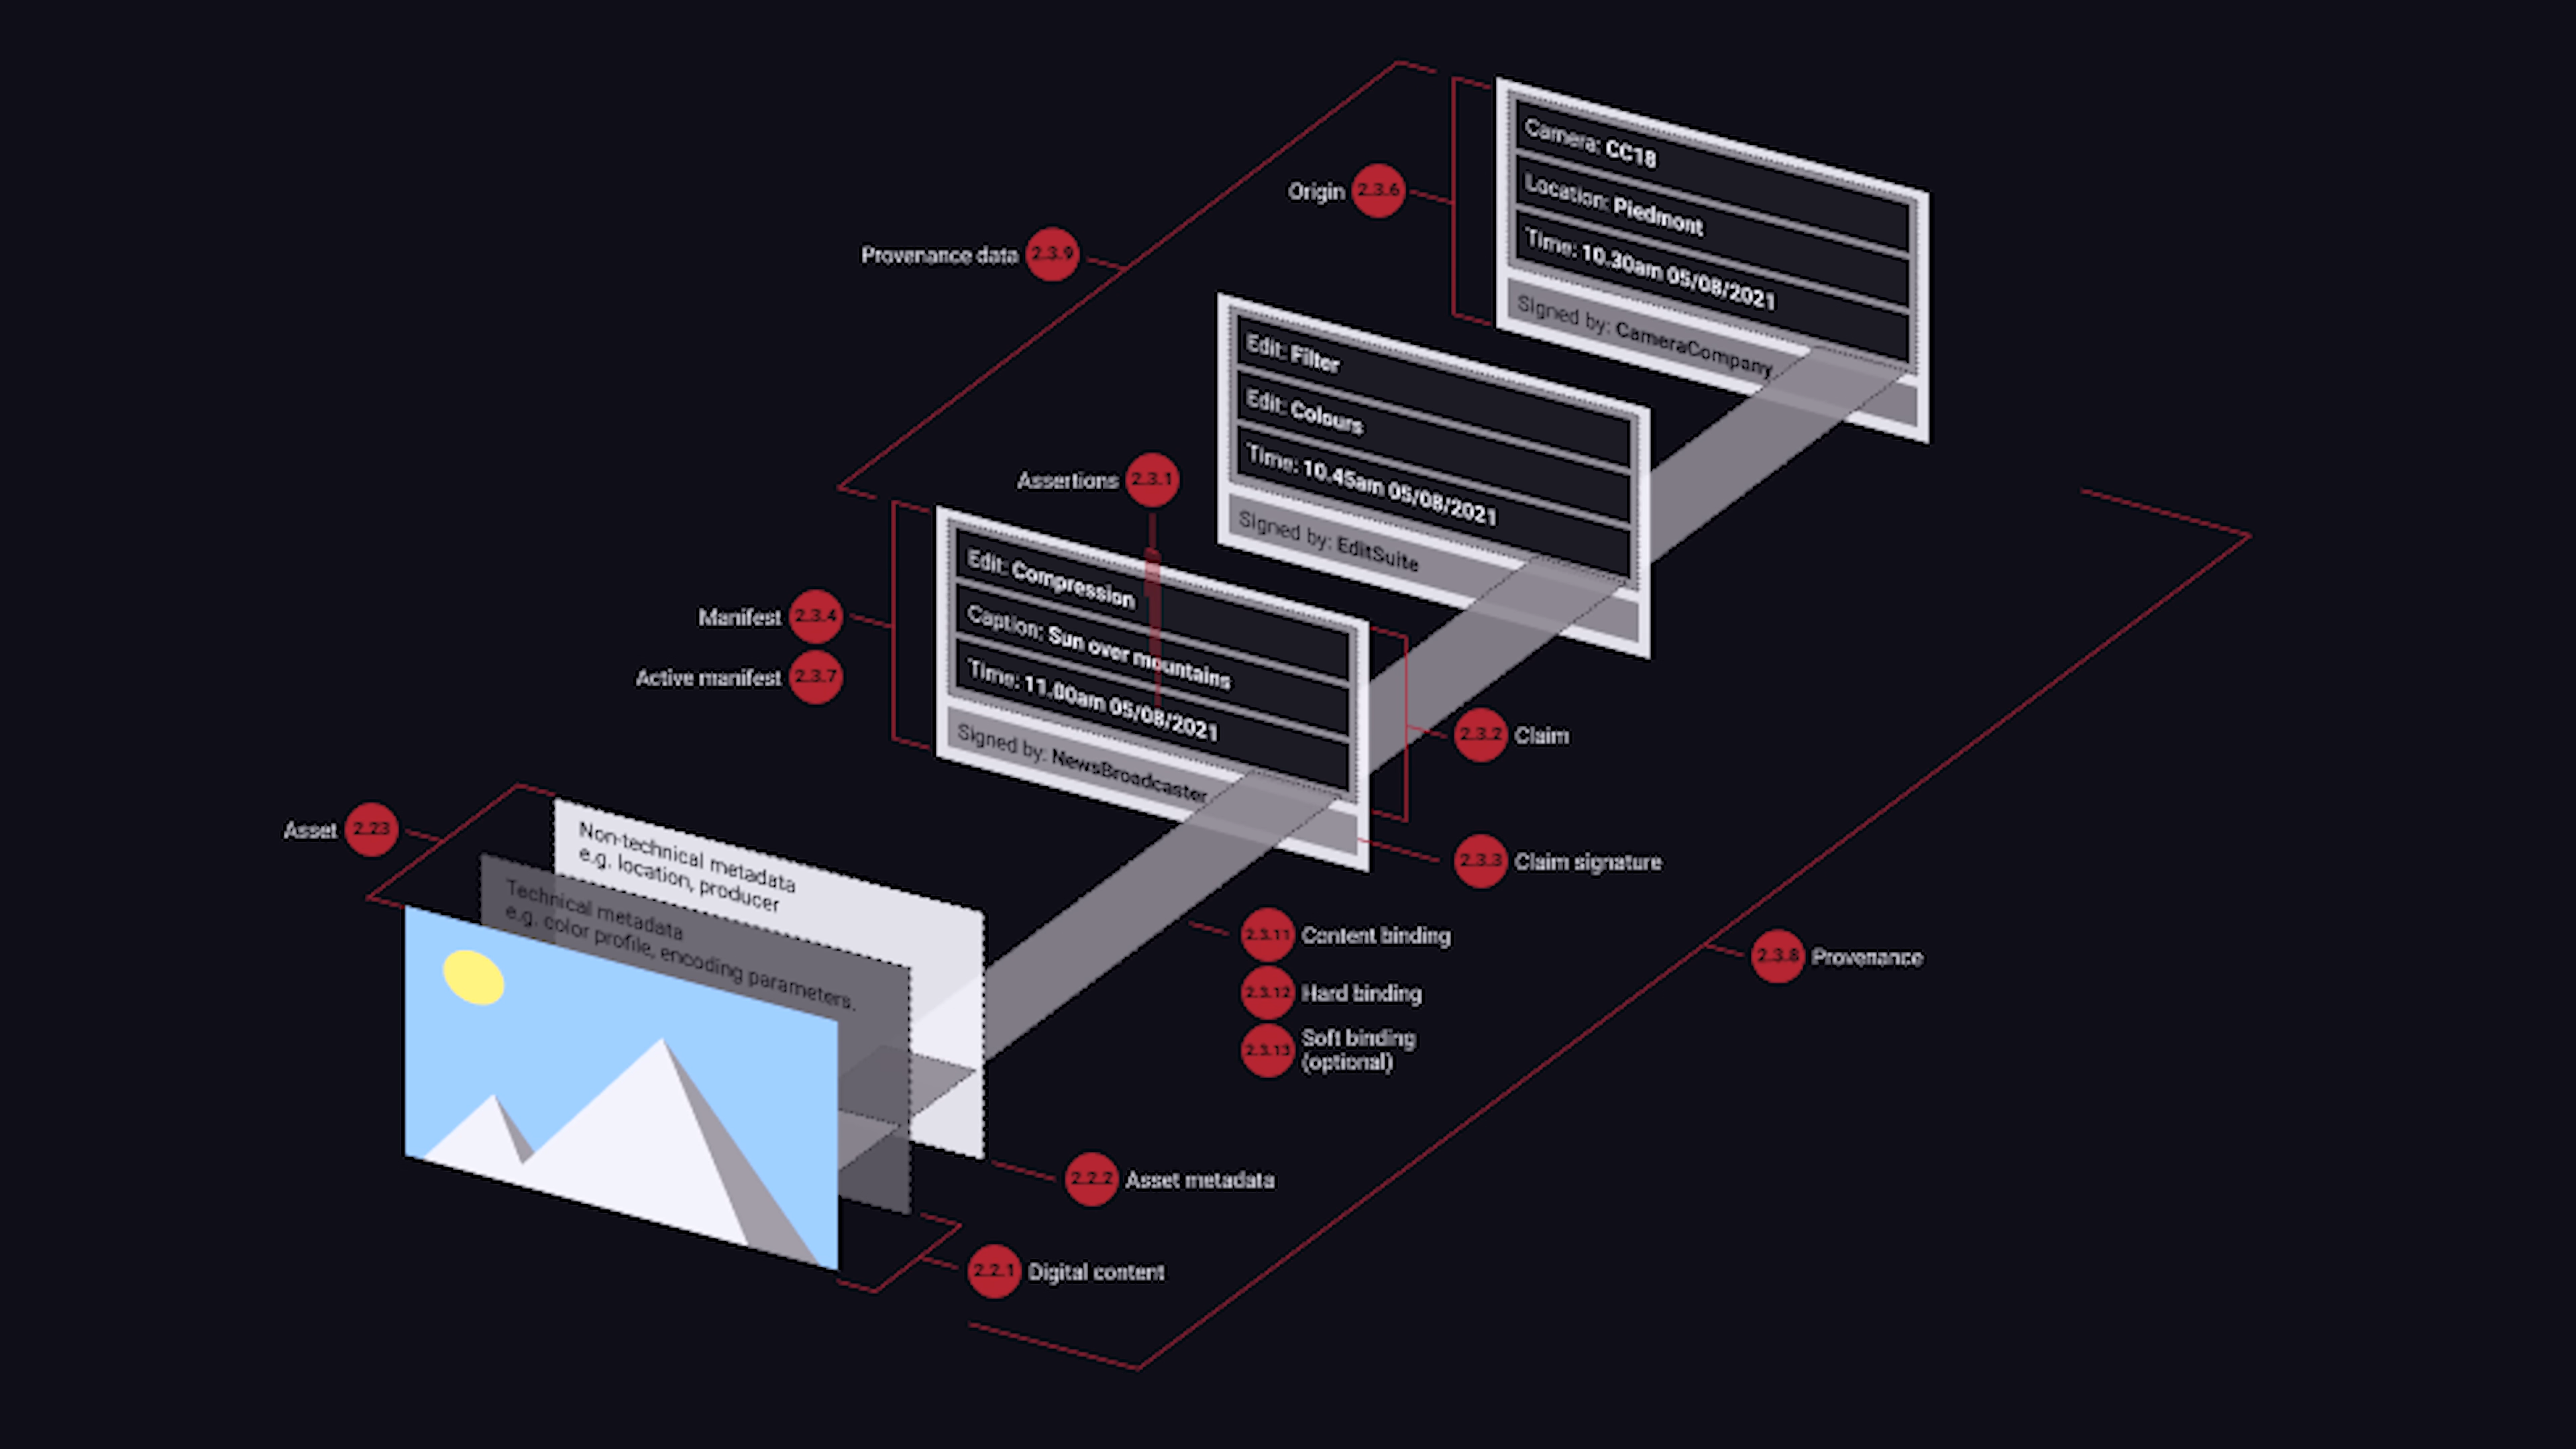 Camera: CC18
Location: Piedmont
Time: 10.30am 05/08/2021
Signed by: CameraCompany
Origin 2.3.6
Provenance data 2.3.9
Edit: Filter
Edit: Colours
Time: 10.45am 05/08/2021
Signed by: EditSuite
Assertions 2.3.1
Edit: Compression
Caption: Sun over mountains
Time: 11.00am 05/08/2021
Signed by: NewsBroadcaster
Manifest 2.3.4
Active manifest 2.3.7
2.3.2 Claim
2.3.3 Claim signature
Asset 2.23
Non-technical metadata
e.g. location, producer
Technical metadata
e.g. color profile, encoding parameters.
2.3.11 Content binding
2.3.12 Hard binding
2.3.13 Soft binding
(optional)
2.3.8 Provenance
2.2.2 Asset metadata
2.2.1 Digital content